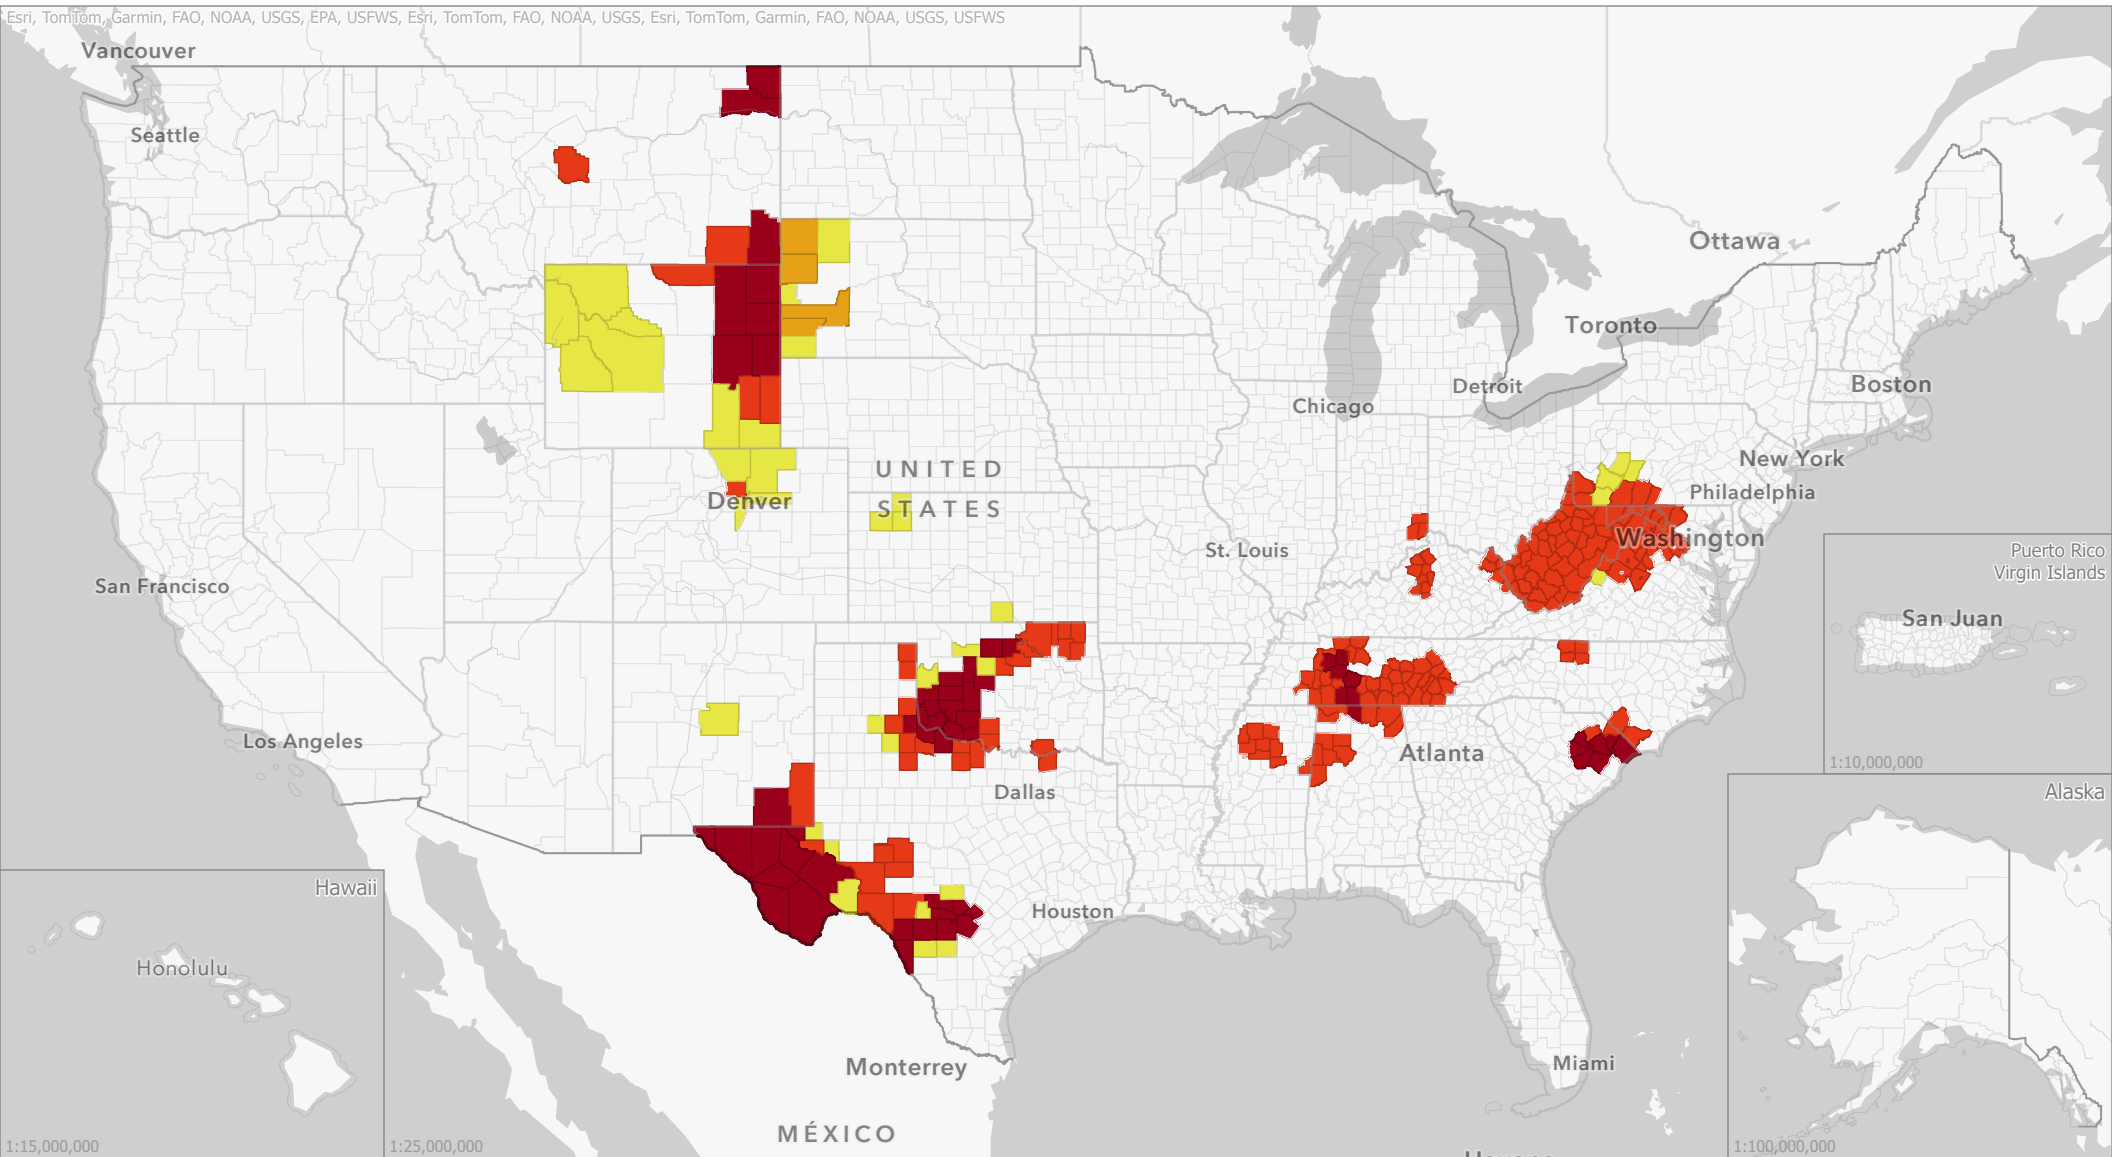 Esri, TomTom, Garmin, FAO, NOAA, USGS, EPA, USFWS, Esri, TomTom, FAO, NOAA, USGS, Esri, TomTom, Garmin, FAO, NOAA, USGS, USFWS
Vancouver
Seattle
Ottawa
Toronto
Boston
Detroit
Chicago
New York
UNITED
STATES
Denver
Philadelphia
Washington
St. Louis
San Francisco
Puerto Rico
Virgin Islands
San Juan
1:10,000,000
Los Angeles
Atlanta
Dallas
Alaska
Hawaii
Houston
Honolulu
Monterrey
Miami
MÉXICO
1:15,000,000
1:25,000,000
1:100,000,000